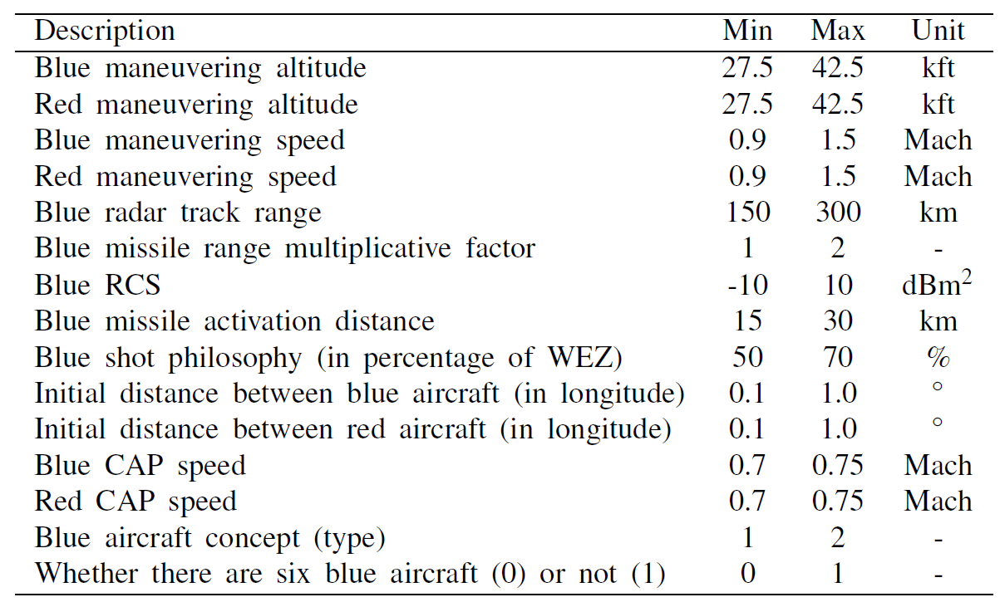 Description Min Max Unit
Blue maneuvering altitude 27.5 42.5 kft
Red maneuvering altitude 27.5 42.5 kft
Blue maneuvering speed 0.9 1.5 Mach
Red maneuvering speed 0.9 1.5 Mach
Blue radar track range 150 300 km
Blue missile range multiplicative factor 1 2 -
Blue RCS -10 10 dBm²
Blue missile activation distance 15 30 km
Blue shot philosophy (in percentage of WEZ) 50 70 %
Initial distance between blue aircraft (in longitude) 0.1 1.0 °
Initial distance between red aircraft (in longitude) 0.1 1.0 °
Blue CAP speed 0.7 0.75 Mach
Red CAP speed 0.7 0.75 Mach
Blue aircraft concept (type) 1 2 -
Whether there are six blue aircraft (0) or not (1) 0 1 -